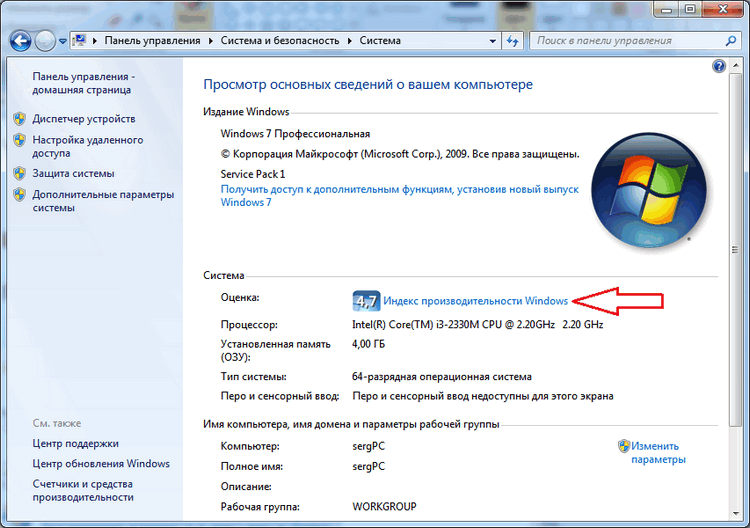 Панель управления
Система и безопасность
Система
Поиск в панели управления
Панель управления -
домашняя страница
Диспетчер устройств
Настройка удаленного
доступа
Защита системы
Дополнительные параметры
системы
См. также
Центр поддержки
Центр обновления Windows
Счетчики и средства
производительности
Просмотр основных сведений о вашем компьютере
Издание Windows
Windows 7 Профессиональная
© Корпорация Майкрософт (Microsoft Corp.), 2009. Все права защищены.
Service Pack 1
Получить доступ к дополнительным функциям, установив новый выпуск
Windows 7
Система
Оценка: 4,7 Индекс производительности Windows
Процессор: Intel(R) Core(TM) i3-2330M CPU @ 2.20GHz 2.20 GHz
Установленная память 4,00 ГБ
(ОЗУ):
Тип системы: 64-разрядная операционная система
Перо и сенсорный ввод: Перо и сенсорный ввод недоступны для этого экрана
Имя компьютера, имя домена и параметры рабочей группы
Компьютер: sergPC Изменить
параметры
Полное имя: sergPC
Описание:
Рабочая группа: WORKGROUP